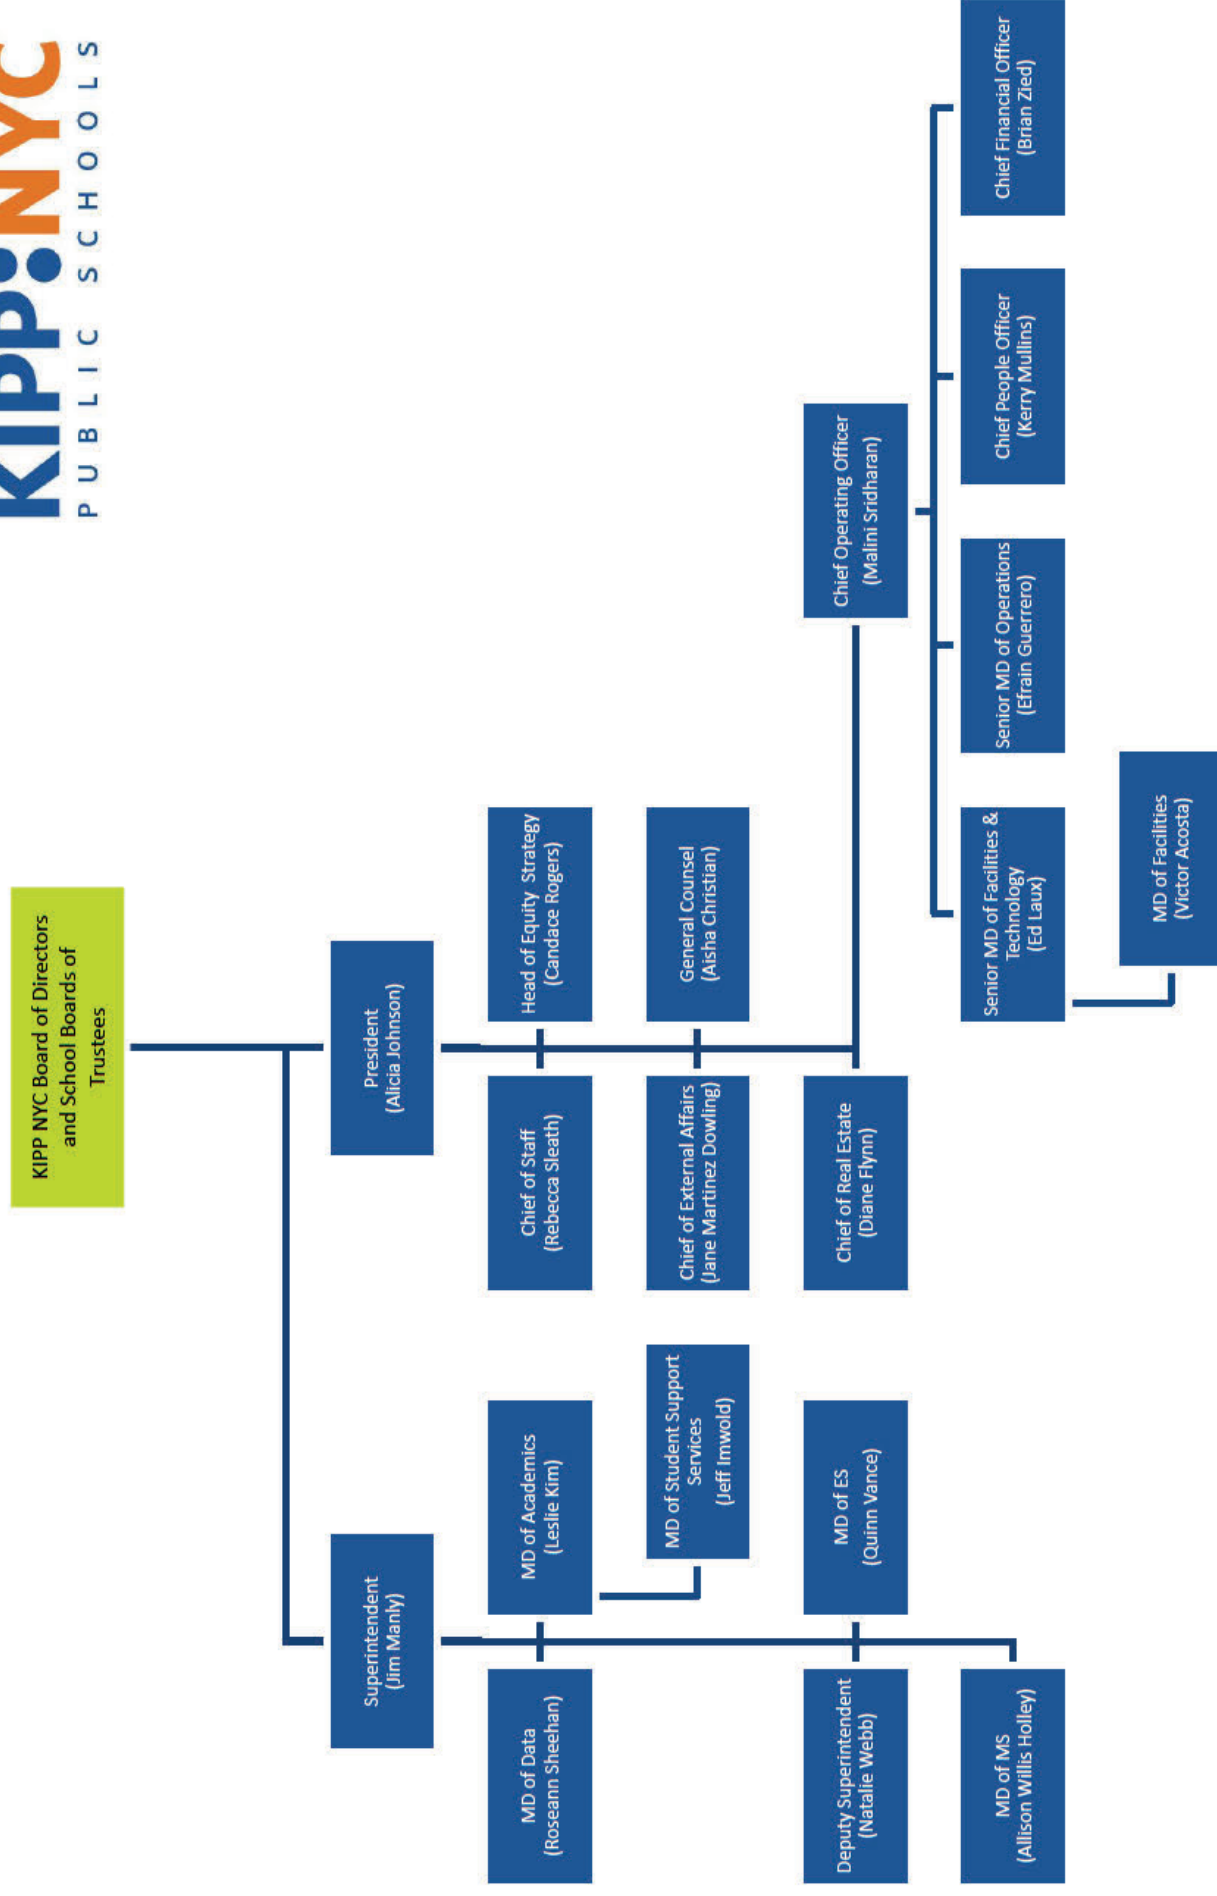 KIPP:NYC
PUBLIC SCHOOLS
KIPP NYC Board of Directors
and School Boards of
Trustees
Superintendent
(Jim Manly)
President
(Alicia Johnson)
MD of Data
(Roseann Sheehan)
MD of Academics
(Leslie Kim)
Chief of Staff
(Rebecca Sleath)
Head of Equity Strategy
(Candace Rogers)
MD of Student Support
Services
(Jeff Imwold)
Chief of External Affairs
(Jane Martinez Dowling)
General Counsel
(Aisha Christian)
Deputy Superintendent
(Natalie Webb)
MD of ES
(Quinn Vance)
Chief of Real Estate
(Diane Flynn)
Chief Operating Officer
(Malini Sridharan)
MD of MS
(Allison Willis Holley)
Senior MD of Facilities &
Technology
(Ed Laux)
Senior MD of Operations
(Efrain Guerrero)
Chief People Officer
(Kerry Mullins)
Chief Financial Officer
(Brian Zied)
MD of Facilities
(Victor Acosta)